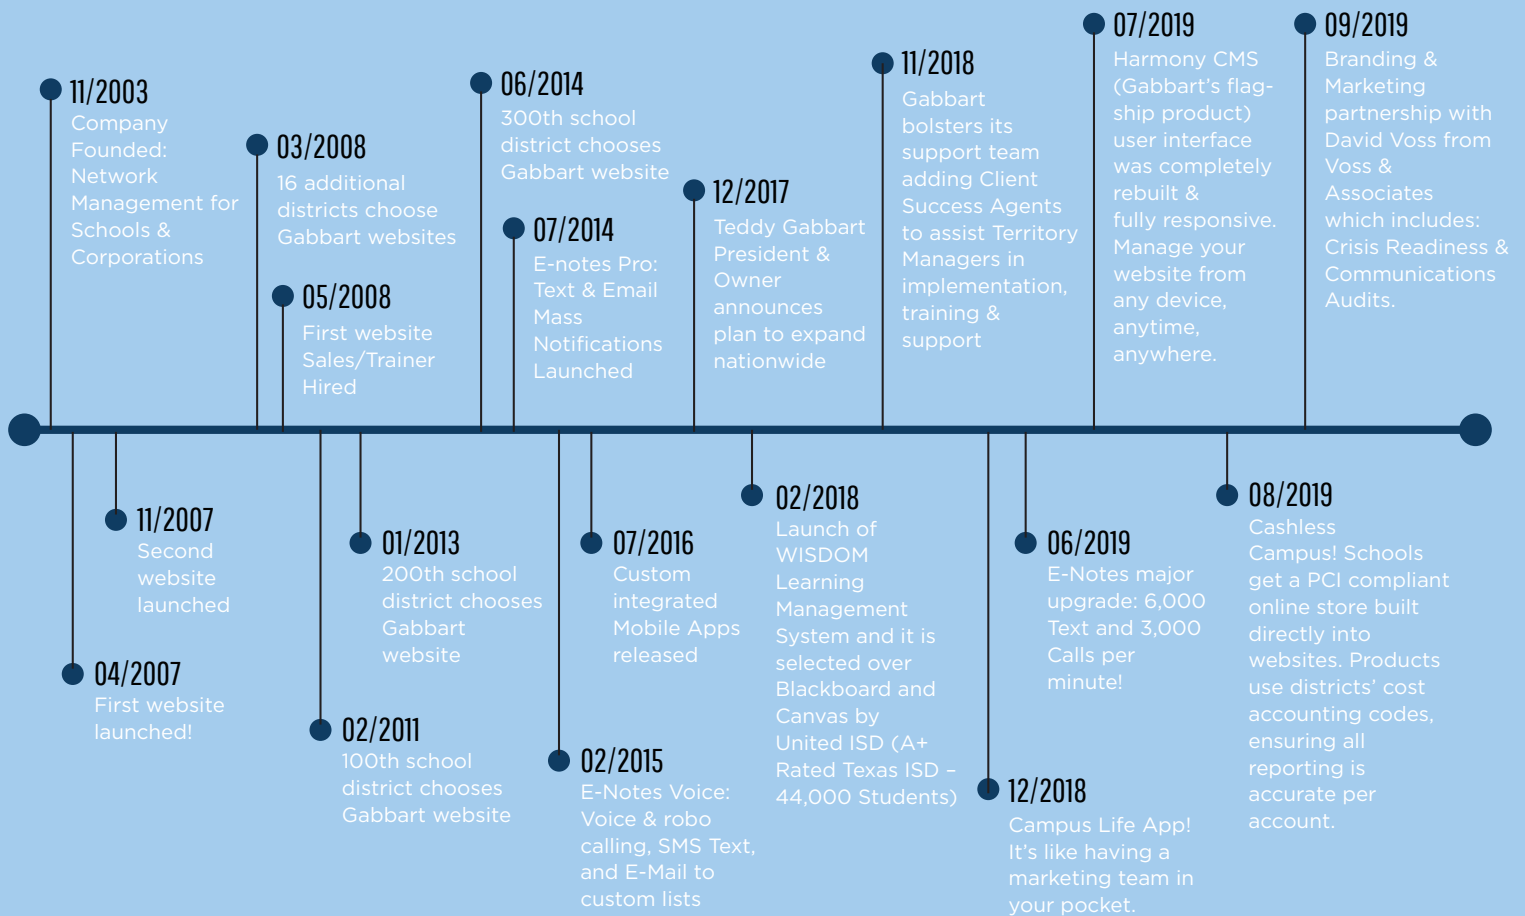 11/2003
Company
Founded:
Network
Management for
Schools &
Corporations
04/2007
First website
launched!
11/2007
Second
website
launched
03/2008
16 additional
districts choose
Gabbart websites
05/2008
First website
Sales/Trainer
Hired
02/2011
100th school
district chooses
Gabbart website
01/2013
200th school
district chooses
Gabbart
website
06/2014
300th school
district chooses
Gabbart website
07/2014
E-notes Pro:
Text & Email
Mass
Notifications
Launched
02/2015
E-Notes Voice:
Voice & robo
calling, SMS Text,
and E-Mail to
custom lists
07/2016
Custom
integrated
Mobile Apps
released
12/2017
Teddy Gabbart
President &
Owner
announces
plan to expand
nationwide
02/2018
Launch of
WISDOM
Learning
Management
System and it is
selected over
Blackboard and
Canvas by
United ISD (A+
Rated Texas ISD –
44,000 Students)
11/2018
Gabbart
bolsters its
support team
adding Client
Success Agents
to assist Territory
Managers in
implementation,
training &
support
12/2018
Campus Life App!
It's like having a
marketing team in
your pocket.
06/2019
E-Notes major
upgrade: 6,000
Text and 3,000
Calls per
minute!
07/2019
Harmony CMS
(Gabbart's flag-
ship product)
user interface
was completely
rebuilt &
fully responsive.
Manage your
website from
any device,
anytime,
anywhere.
08/2019
Cashless
Campus! Schools
get a PCI compliant
online store built
directly into
websites. Products
use districts' cost
accounting codes,
ensuring all
reporting is
accurate per
account.
09/2019
Branding &
Marketing
partnership with
David Voss from
Voss &
Associates
which includes:
Crisis Readiness &
Communications
Audits.